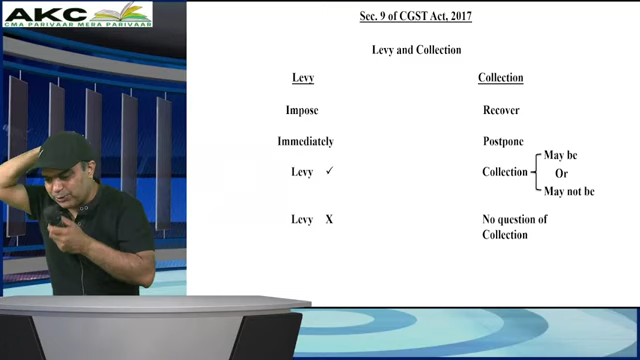 AKC
CMA PARIVAAR MERA PARIVAAR
Sec. 9 of CGST Act, 2017
Levy and Collection
Levy Collection
Impose Recover
Immediately Postpone
Levy ✓ Collection May be Or May not be
Levy X No question of Collection